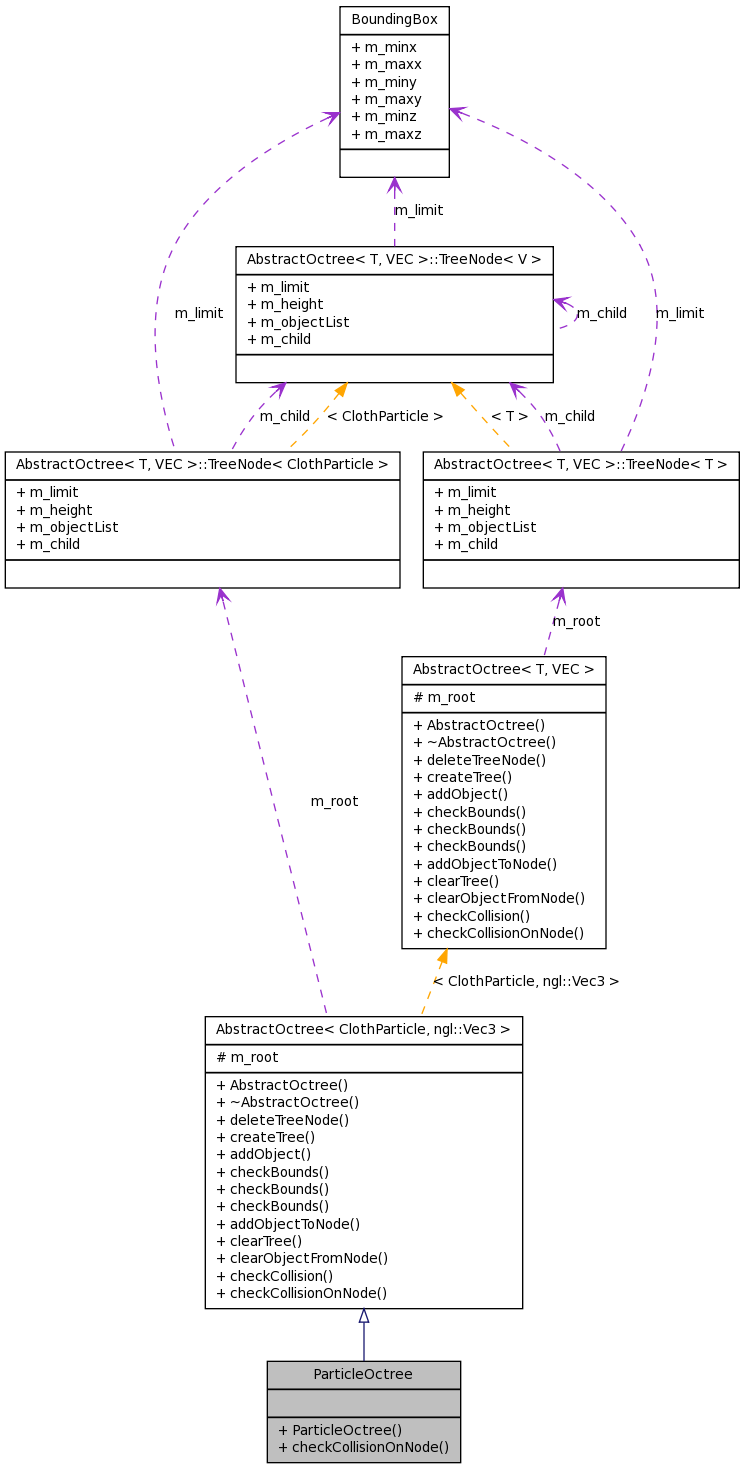 BoundingBox
+ m_minx
+ m_maxx
+ m_miny
+ m_maxy
+ m_minz
+ m_maxz
m_limit
AbstractOctree< T, VEC >::TreeNode< V >
+ m_limit
+ m_height
+ m_objectList
+ m_child
m_child
m_limit
m_limit
m_child
< ClothParticle >
< T >
m_child
AbstractOctree< T, VEC >::TreeNode< ClothParticle >
+ m_limit
+ m_height
+ m_objectList
+ m_child
AbstractOctree< T, VEC >::TreeNode< T >
+ m_limit
+ m_height
+ m_objectList
+ m_child
m_root
AbstractOctree< T, VEC >
# m_root
+ AbstractOctree()
+ ~AbstractOctree()
+ deleteTreeNode()
+ createTree()
+ addObject()
+ checkBounds()
+ checkBounds()
+ checkBounds()
+ addObjectToNode()
+ clearTree()
+ clearObjectFromNode()
+ checkCollision()
+ checkCollisionOnNode()
m_root
< ClothParticle, ngl::Vec3 >
AbstractOctree< ClothParticle, ngl::Vec3 >
# m_root
+ AbstractOctree()
+ ~AbstractOctree()
+ deleteTreeNode()
+ createTree()
+ addObject()
+ checkBounds()
+ checkBounds()
+ checkBounds()
+ addObjectToNode()
+ clearTree()
+ clearObjectFromNode()
+ checkCollision()
+ checkCollisionOnNode()
ParticleOctree
+ ParticleOctree()
+ checkCollisionOnNode()